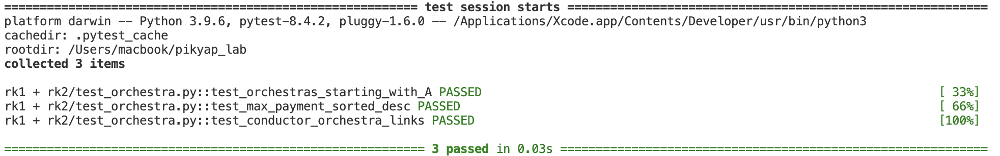 ========================================================== test session starts ===========================================================
platform darwin -- Python 3.9.6, pytest-8.4.2, pluggy-1.6.0 -- /Applications/Xcode.app/Contents/Developer/usr/bin/python3
cachedir: .pytest_cache
rootdir: /Users/macbook/pikyap_lab
collected 3 items
rk1 + rk2/test_orchestra.py::test_orchestras_starting_with_A PASSED [ 33%]
rk1 + rk2/test_orchestra.py::test_max_payment_sorted_desc PASSED [ 66%]
rk1 + rk2/test_orchestra.py::test_conductor_orchestra_links PASSED [100%]
=========================================================== 3 passed in 0.03s ============================================================